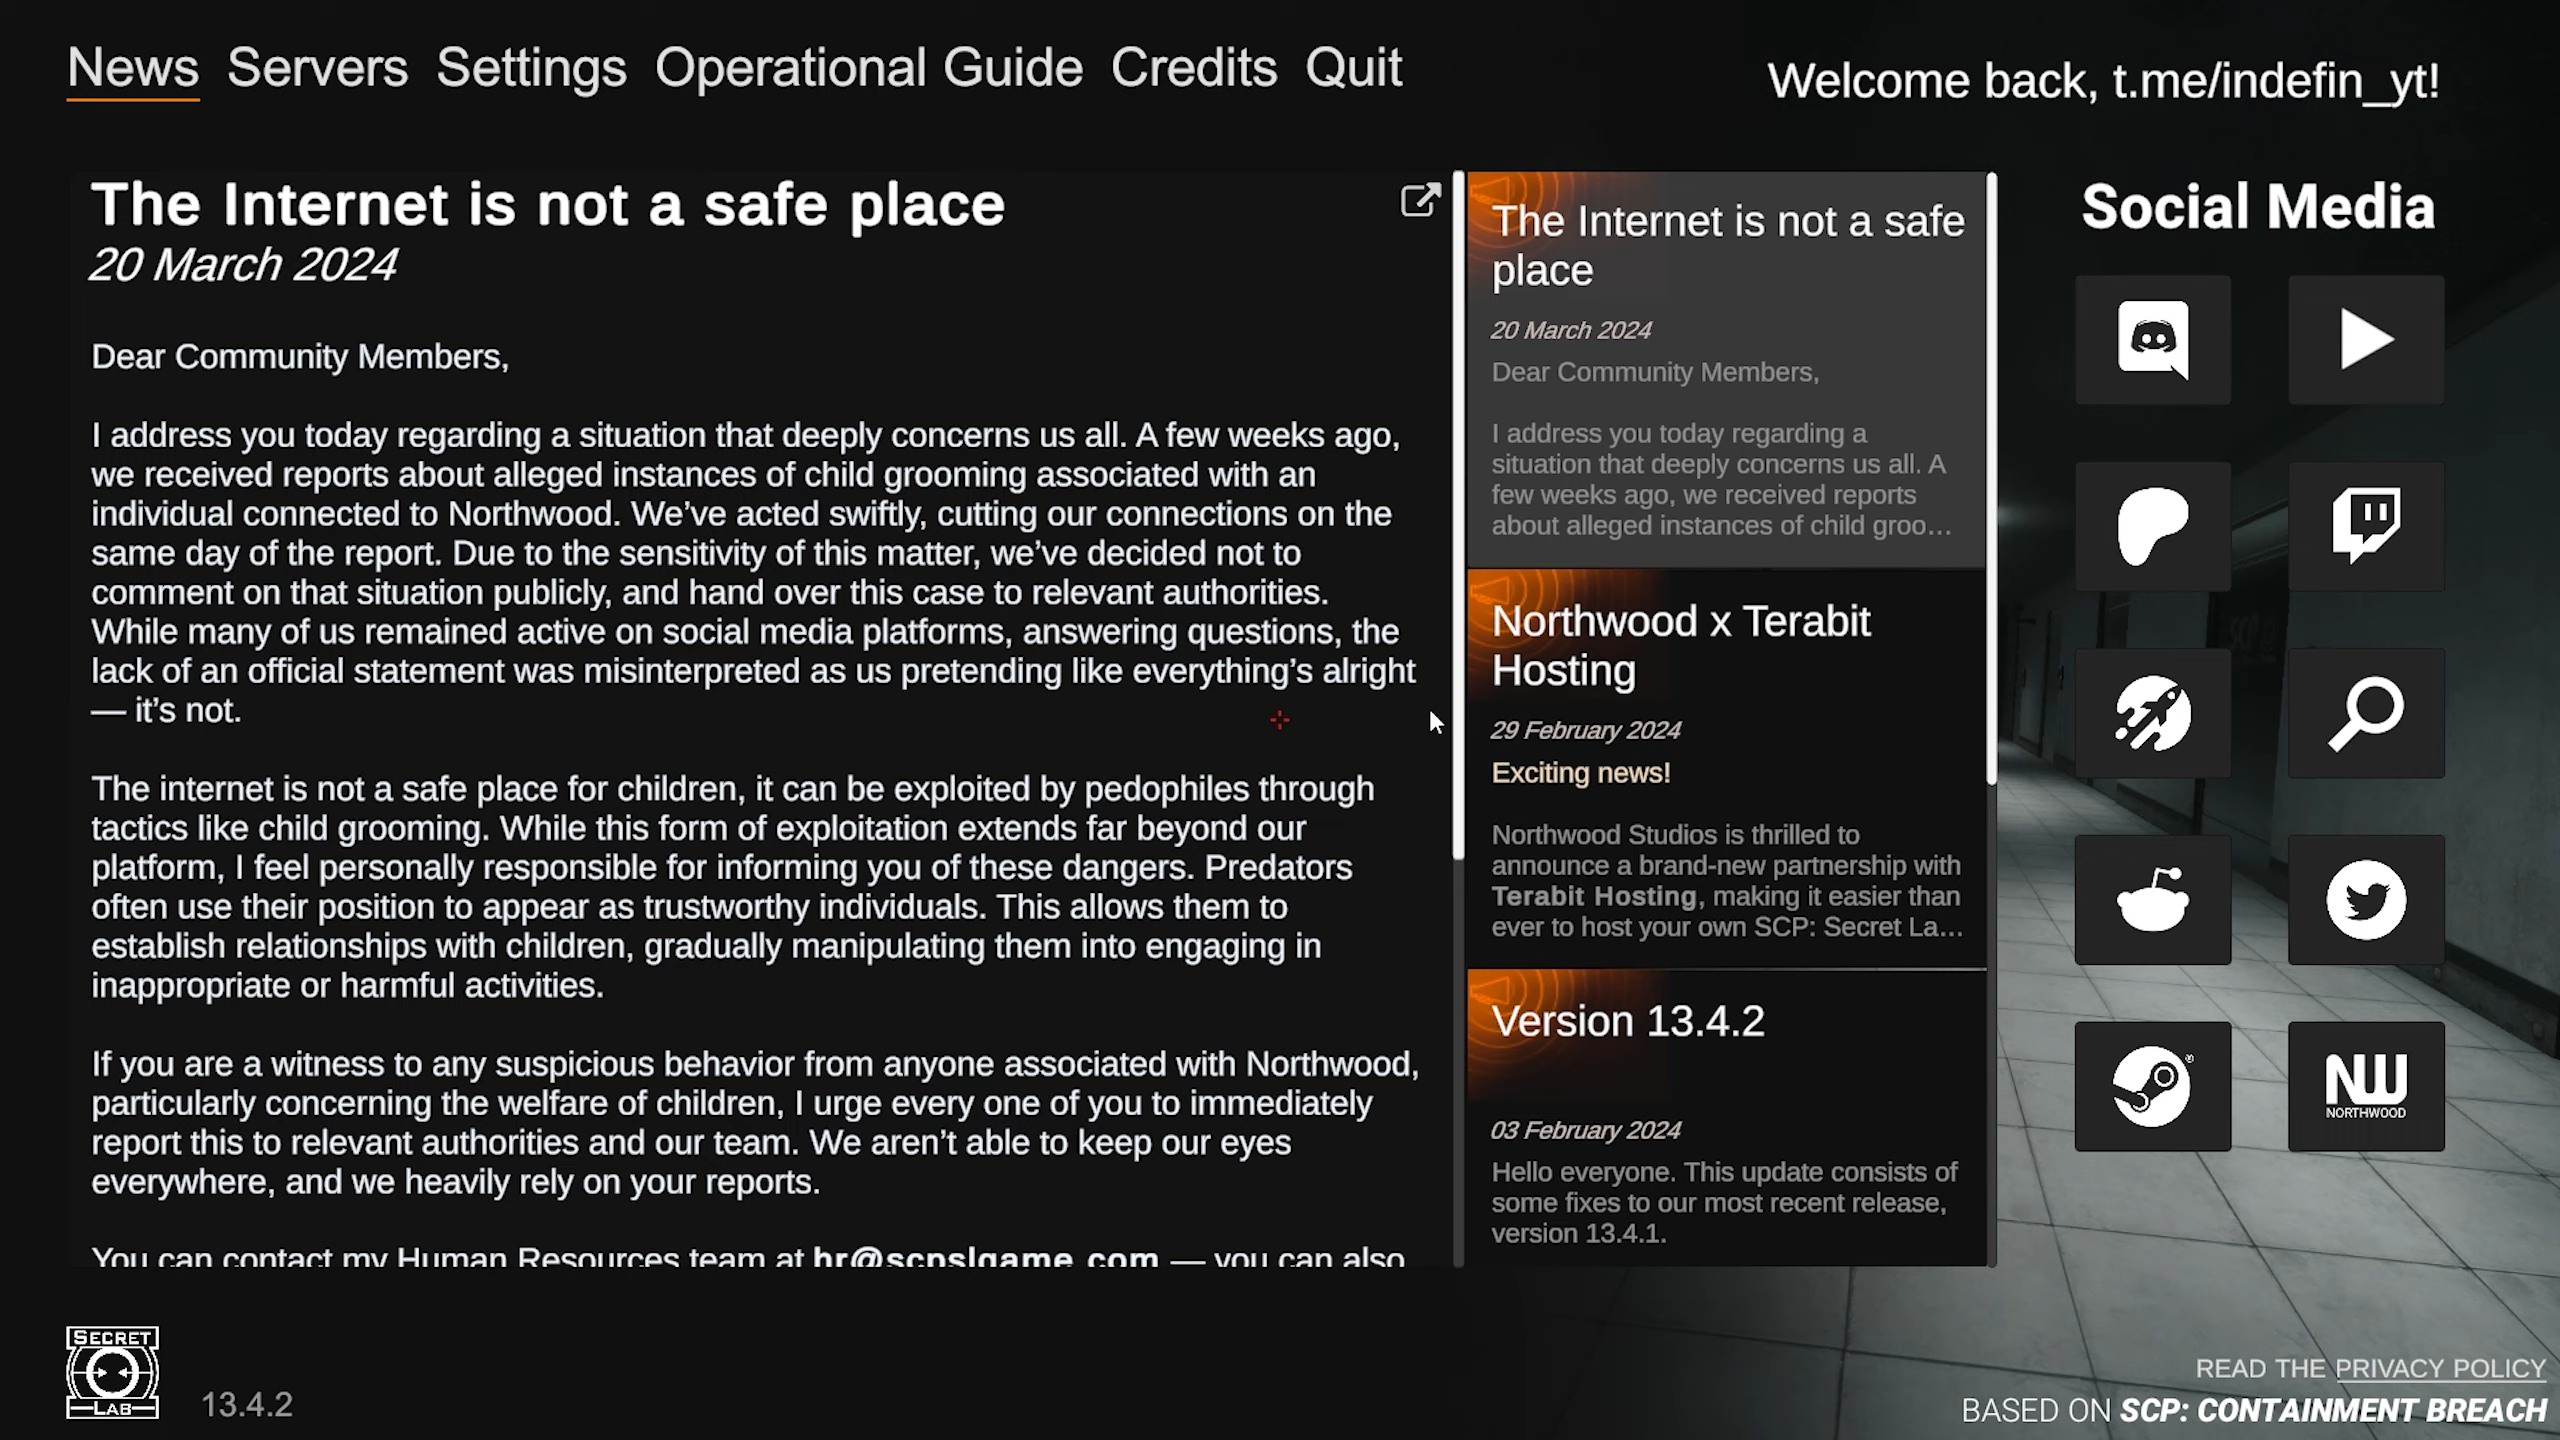 News Servers Settings Operational Guide Credits Quit
Welcome back, t.me/indefin_yt!
The Internet is not a safe place
20 March 2024
Dear Community Members,
I address you today regarding a situation that deeply concerns us all. A few weeks ago,
we received reports about alleged instances of child grooming associated with an
individual connected to Northwood. We’ve acted swiftly, cutting our connections on the
same day of the report. Due to the sensitivity of this matter, we’ve decided not to
comment on that situation publicly, and hand over this case to relevant authorities.
While many of us remained active on social media platforms, answering questions, the
lack of an official statement was misinterpreted as us pretending like everything’s alright
— it’s not.
The internet is not a safe place for children, it can be exploited by pedophiles through
tactics like child grooming. While this form of exploitation extends far beyond our
platform, I feel personally responsible for informing you of these dangers. Predators
often use their position to appear as trustworthy individuals. This allows them to
establish relationships with children, gradually manipulating them into engaging in
inappropriate or harmful activities.
If you are a witness to any suspicious behavior from anyone associated with Northwood,
particularly concerning the welfare of children, I urge every one of you to immediately
report this to relevant authorities and our team. We aren’t able to keep our eyes
everywhere, and we heavily rely on your reports.
You can contact my Human Resources team at hr@scpslgame.com — you can also
The Internet is not a safe
place
20 March 2024
Dear Community Members,
I address you today regarding a
situation that deeply concerns us all. A
few weeks ago, we received reports
about alleged instances of child groo…
Northwood x Terabit
Hosting
29 February 2024
Exciting news!
Northwood Studios is thrilled to
announce a brand-new partnership with
Terabit Hosting, making it easier than
ever to host your own SCP: Secret La…
Version 13.4.2
03 February 2024
Hello everyone. This update consists of
some fixes to our most recent release,
version 13.4.1.
Social Media
NW
NORTHWOOD
SECRET
LAB
13.4.2
READ THE PRIVACY POLICY
BASED ON SCP: CONTAINMENT BREACH